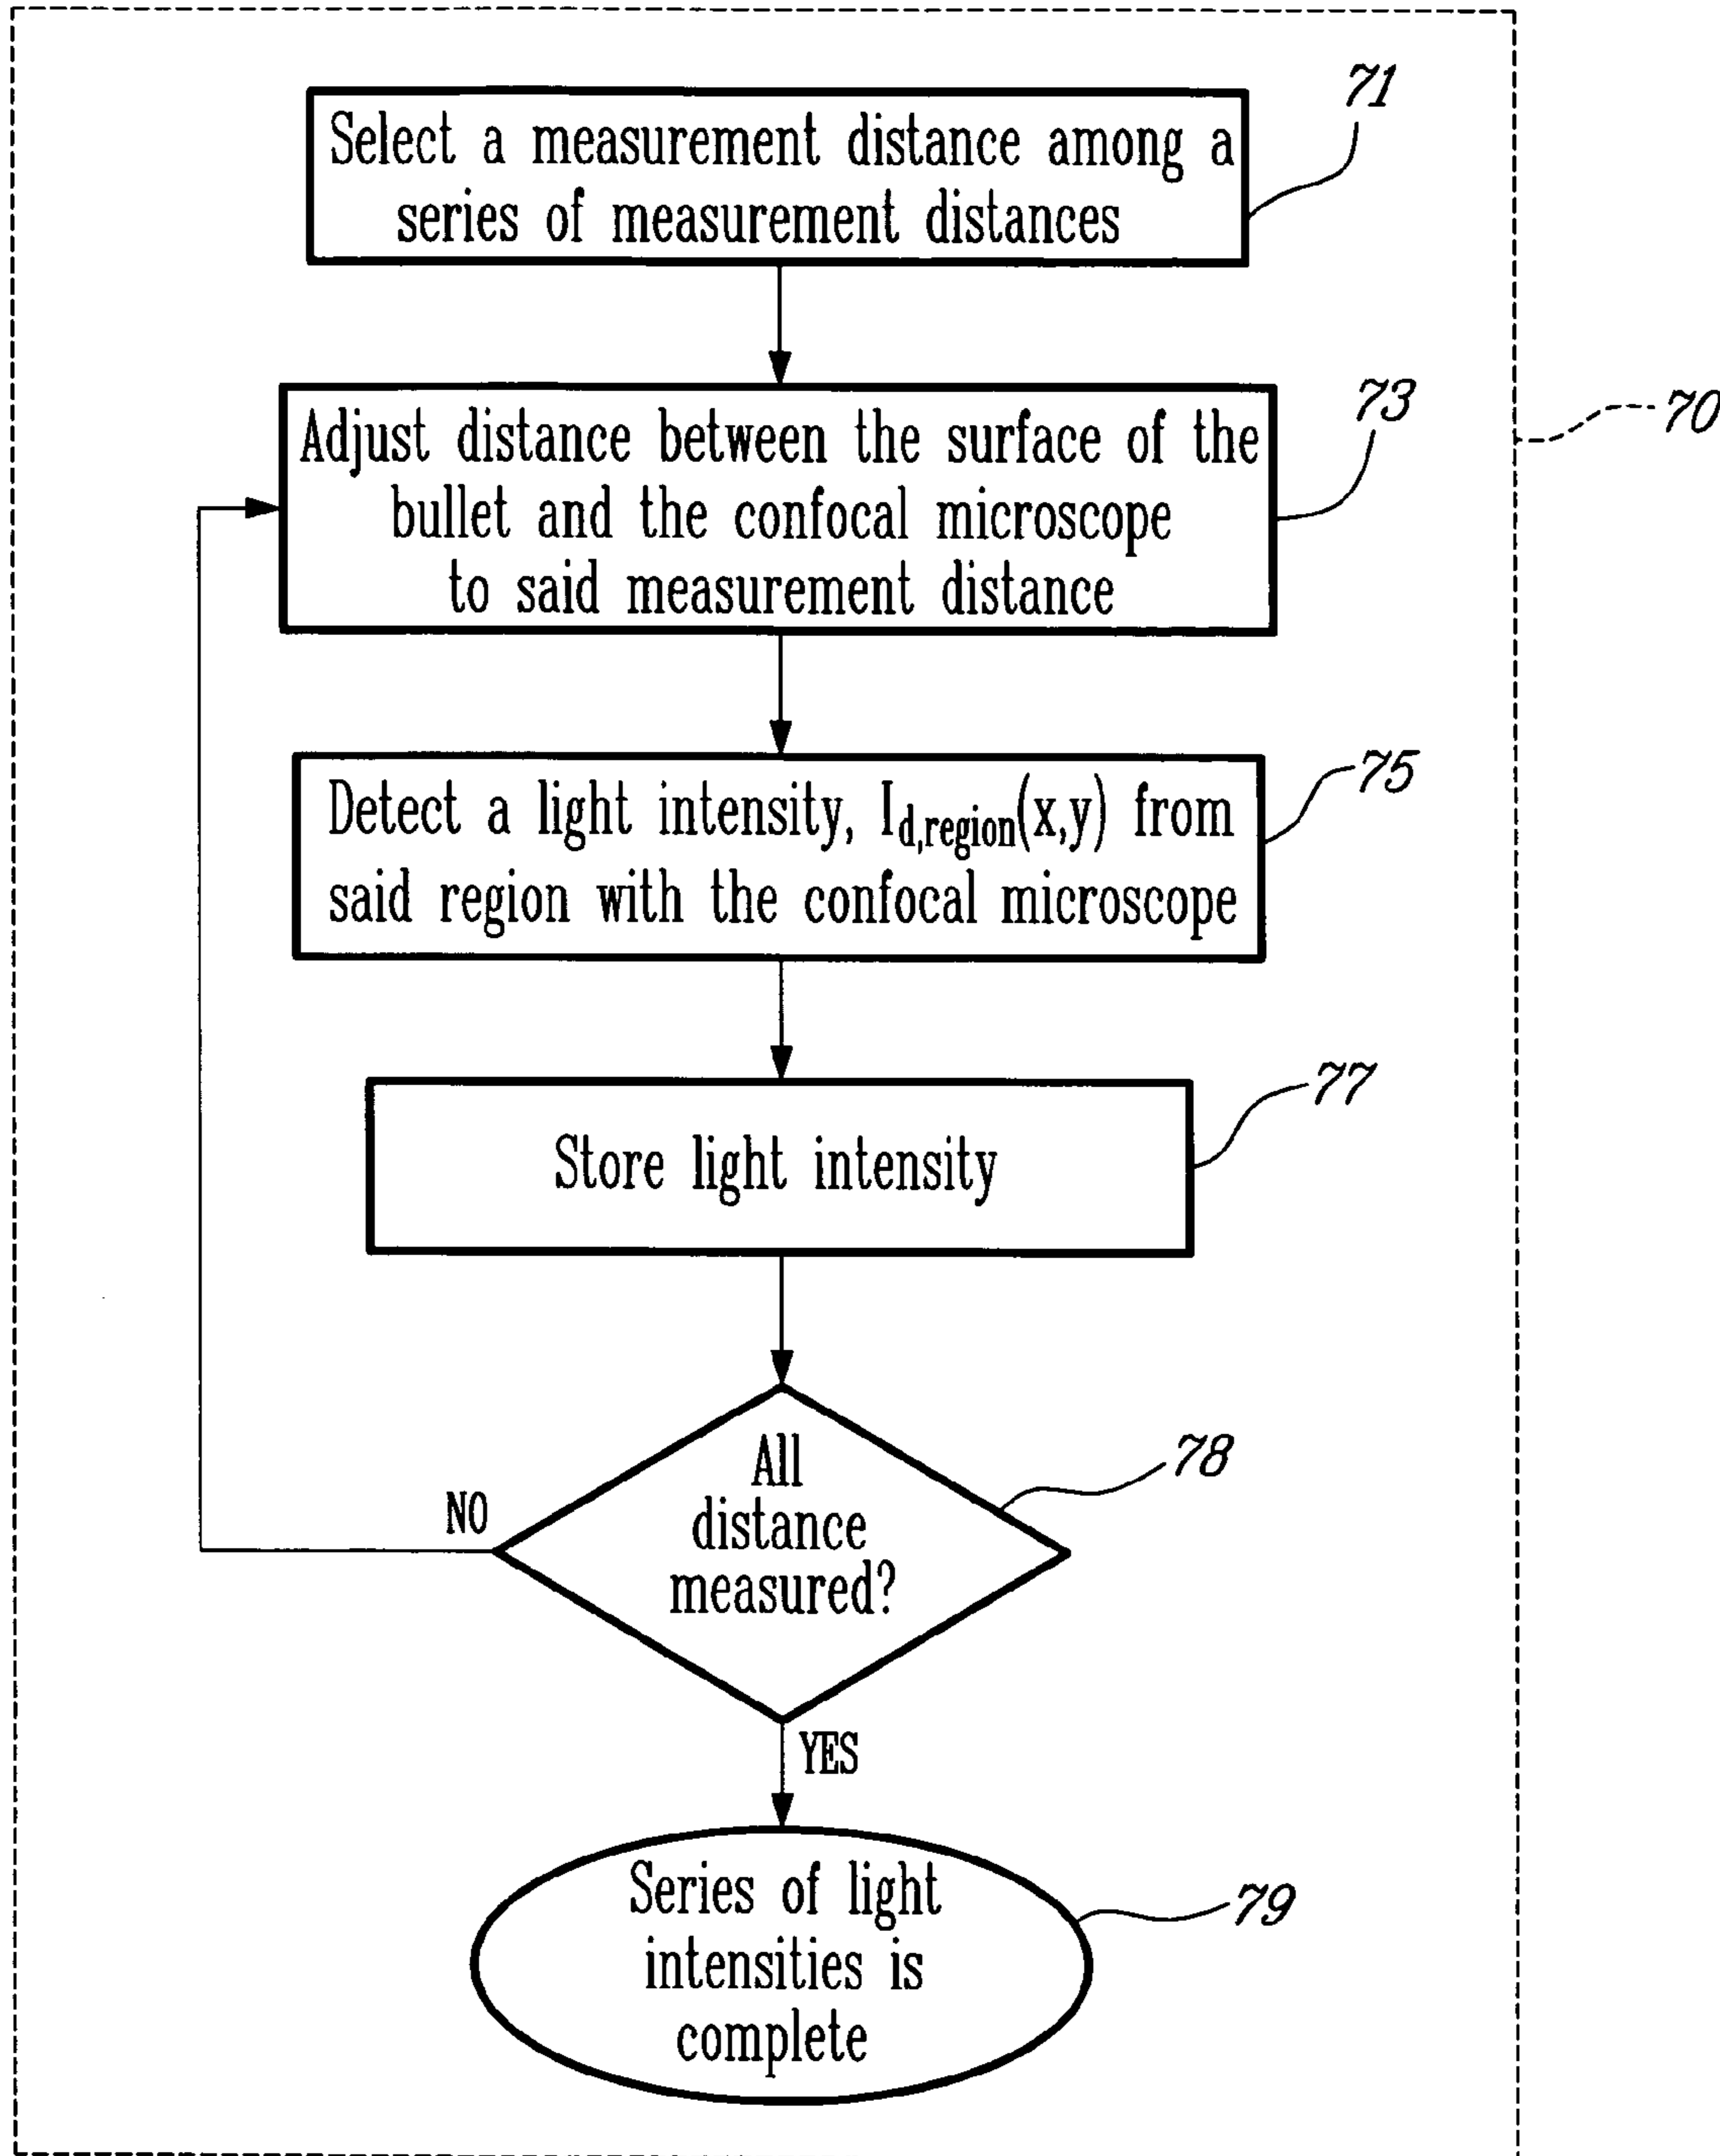 71
Select a measurement distance among a
series of measurement distances
73
70
Adjust distance between the surface of the
bullet and the confocal microscope
to said measurement distance
75
Detect a light intensity, I_d,region(x,y) from
said region with the confocal microscope
77
Store light intensity
78
All
distance
measured?
NO
YES
79
Series of light
intensities is
complete